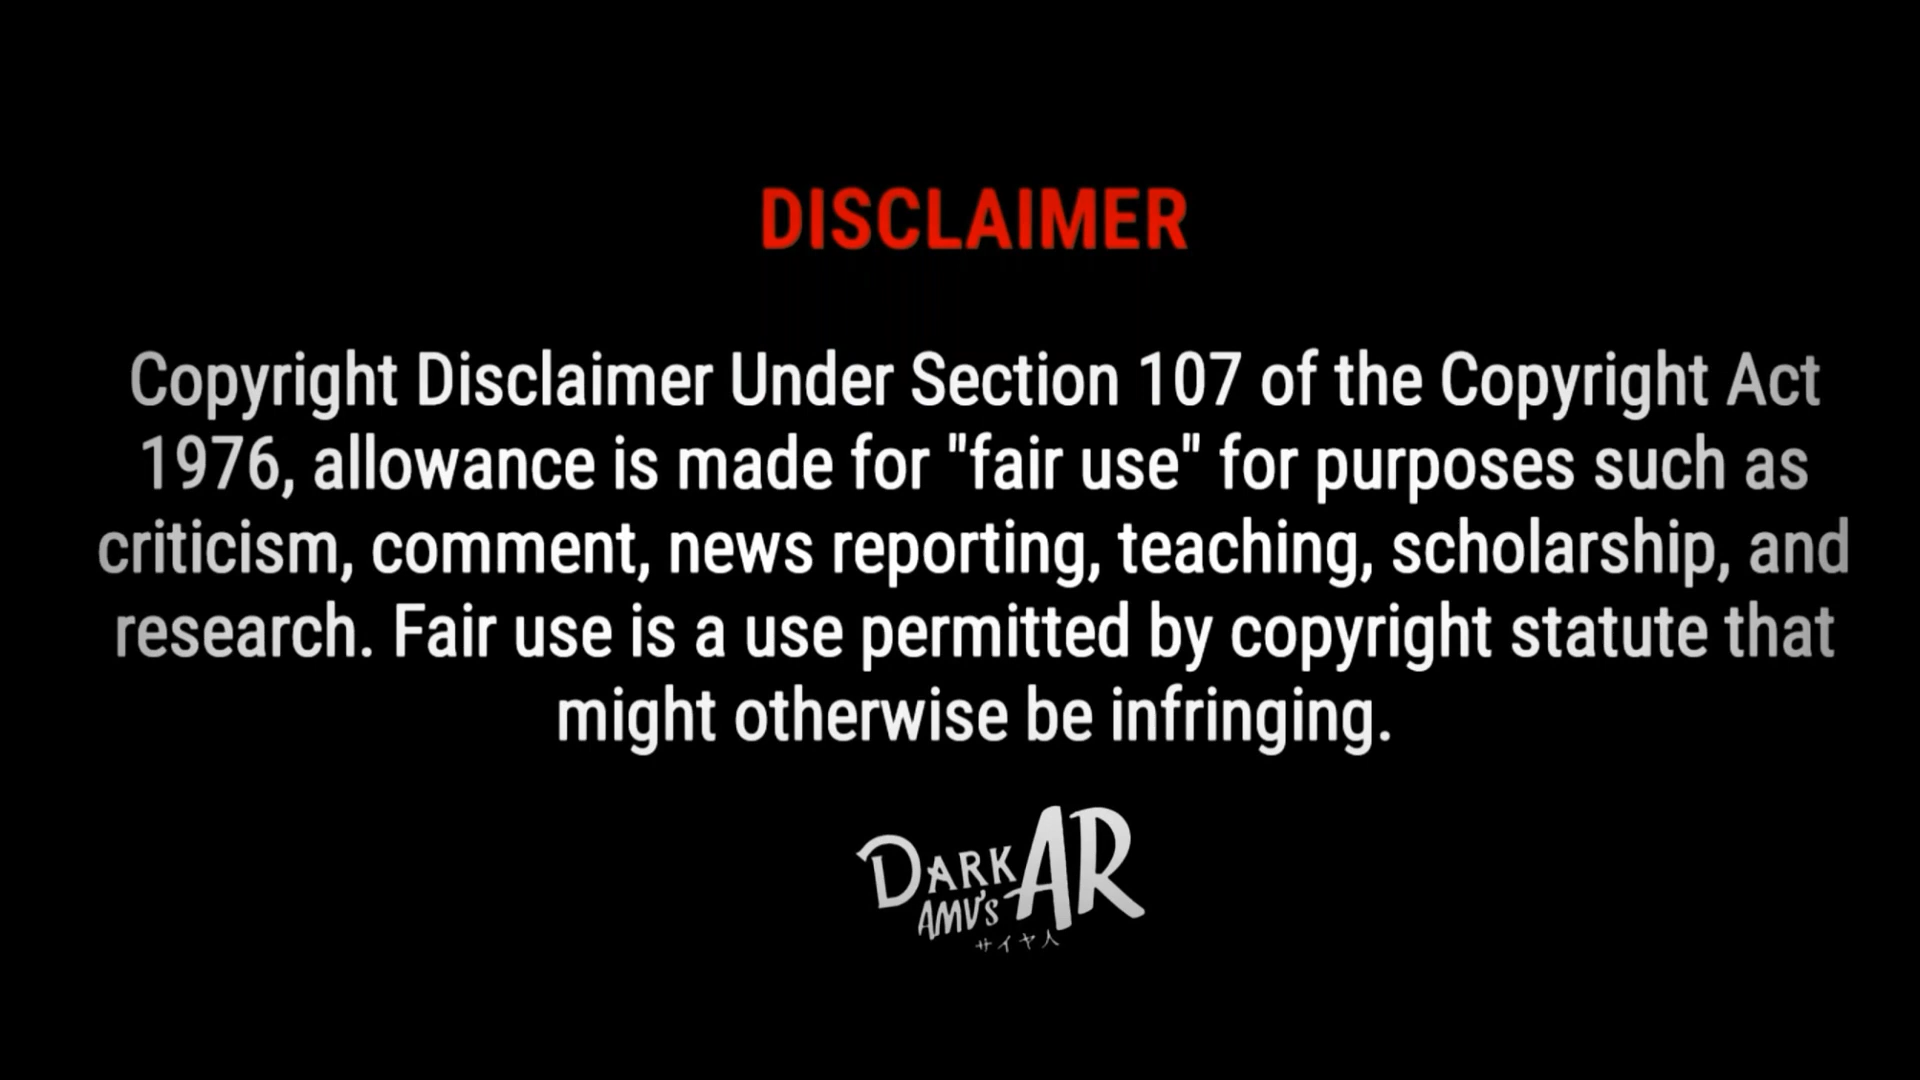 DISCLAIMER
Copyright Disclaimer Under Section 107 of the Copyright Act
1976, allowance is made for "fair use" for purposes such as
criticism, comment, news reporting, teaching, scholarship, and
research. Fair use is a use permitted by copyright statute that
might otherwise be infringing.
DARK AR
AMV's
サイヤ人